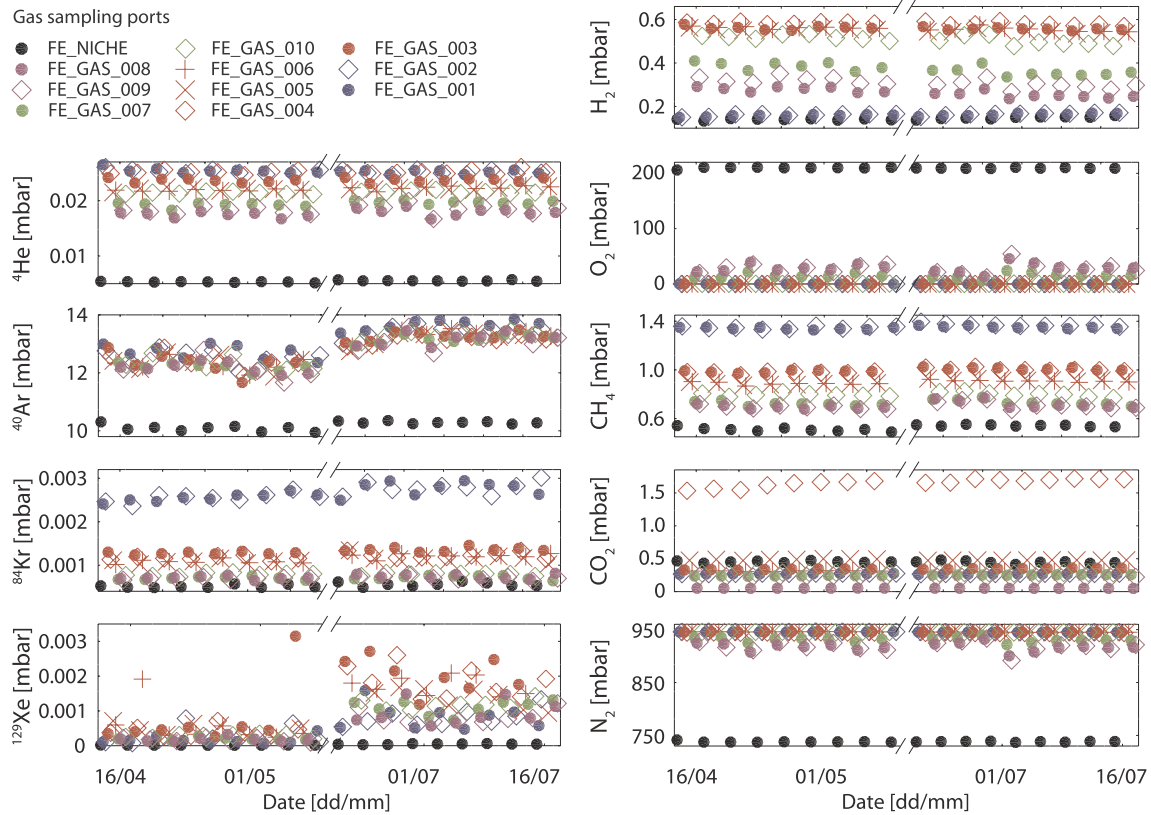 Gas sampling ports
FE_NICHE
FE_GAS_008
FE_GAS_009
FE_GAS_007
FE_GAS_010
FE_GAS_006
FE_GAS_005
FE_GAS_004
FE_GAS_003
FE_GAS_002
FE_GAS_001
⁴He [mbar]
0.02
0.01
⁴⁰Ar [mbar]
14
12
10
⁸⁴Kr [mbar]
0.003
0.002
0.001
¹²⁹Xe [mbar]
0.003
0.002
0.001
0
16/04
01/05
01/07
16/07
Date [dd/mm]
H₂ [mbar]
0.6
0.4
0.2
O₂ [mbar]
200
100
0
CH₄ [mbar]
1.4
1.0
0.6
CO₂ [mbar]
1.5
1.0
0.5
0
N₂ [mbar]
950
850
750
16/04
01/05
01/07
16/07
Date [dd/mm]